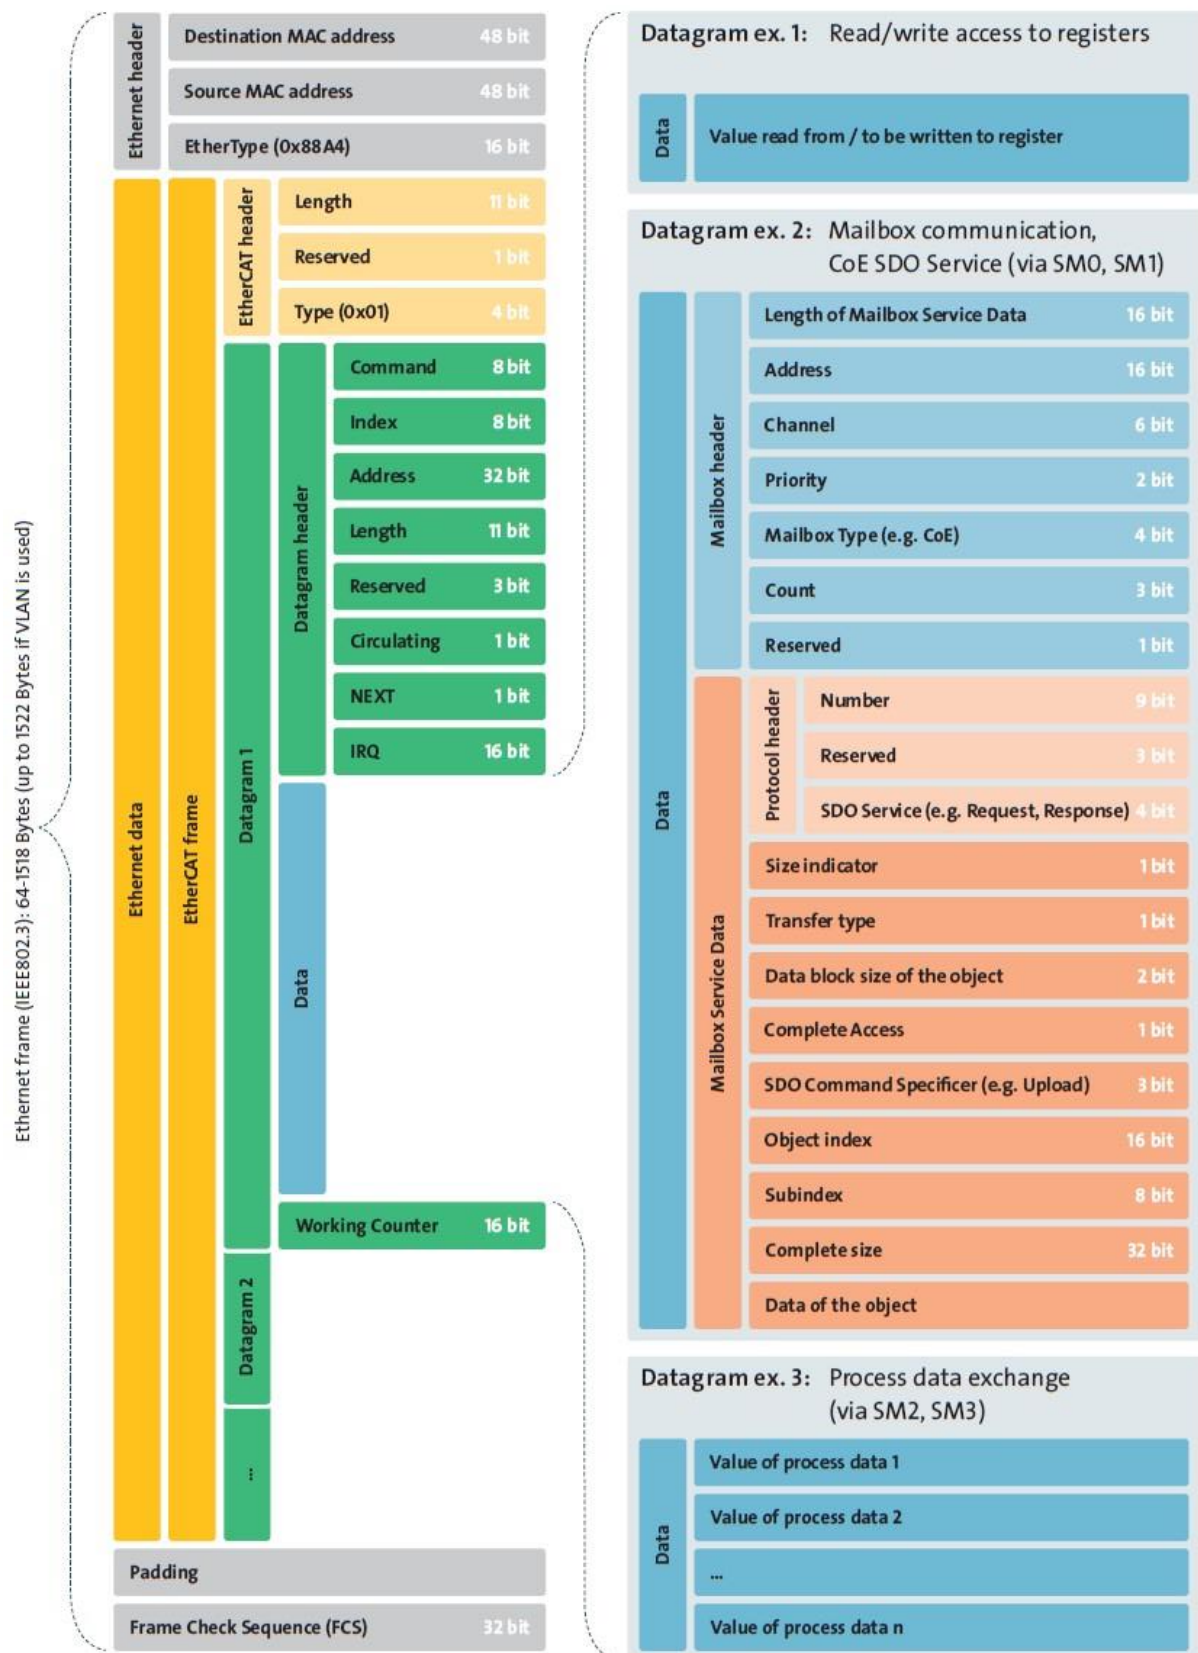 Ethernet frame (IEEE802.3): 64-1518 Bytes (up to 1522 Bytes if VLAN is used)
Ethernet header
Destination MAC address 48 bit
Source MAC address 48 bit
EtherType (0x88A4) 16 bit
Ethernet data
EtherCAT frame
EtherCAT header
Length 11 bit
Reserved 1 bit
Type (0x01) 4 bit
Datagram 1
Datagram header
Command 8 bit
Index 8 bit
Address 32 bit
Length 11 bit
Reserved 3 bit
Circulating 1 bit
NEXT 1 bit
IRQ 16 bit
Data
Working Counter 16 bit
Datagram 2
...
Padding
Frame Check Sequence (FCS) 32 bit
Datagram ex. 1: Read/write access to registers
Data
Value read from / to be written to register
Datagram ex. 2: Mailbox communication,
CoE SDO Service (via SM0, SM1)
Data
Mailbox header
Length of Mailbox Service Data 16 bit
Address 16 bit
Channel 6 bit
Priority 2 bit
Mailbox Type (e.g. CoE) 4 bit
Count 3 bit
Reserved 1 bit
Mailbox Service Data
Protocol header
Number 9 bit
Reserved 3 bit
SDO Service (e.g. Request, Response) 4 bit
Size indicator 1 bit
Transfer type 1 bit
Data block size of the object 2 bit
Complete Access 1 bit
SDO Command Specificer (e.g. Upload) 3 bit
Object index 16 bit
Subindex 8 bit
Complete size 32 bit
Data of the object
Datagram ex. 3: Process data exchange
(via SM2, SM3)
Data
Value of process data 1
Value of process data 2
...
Value of process data n